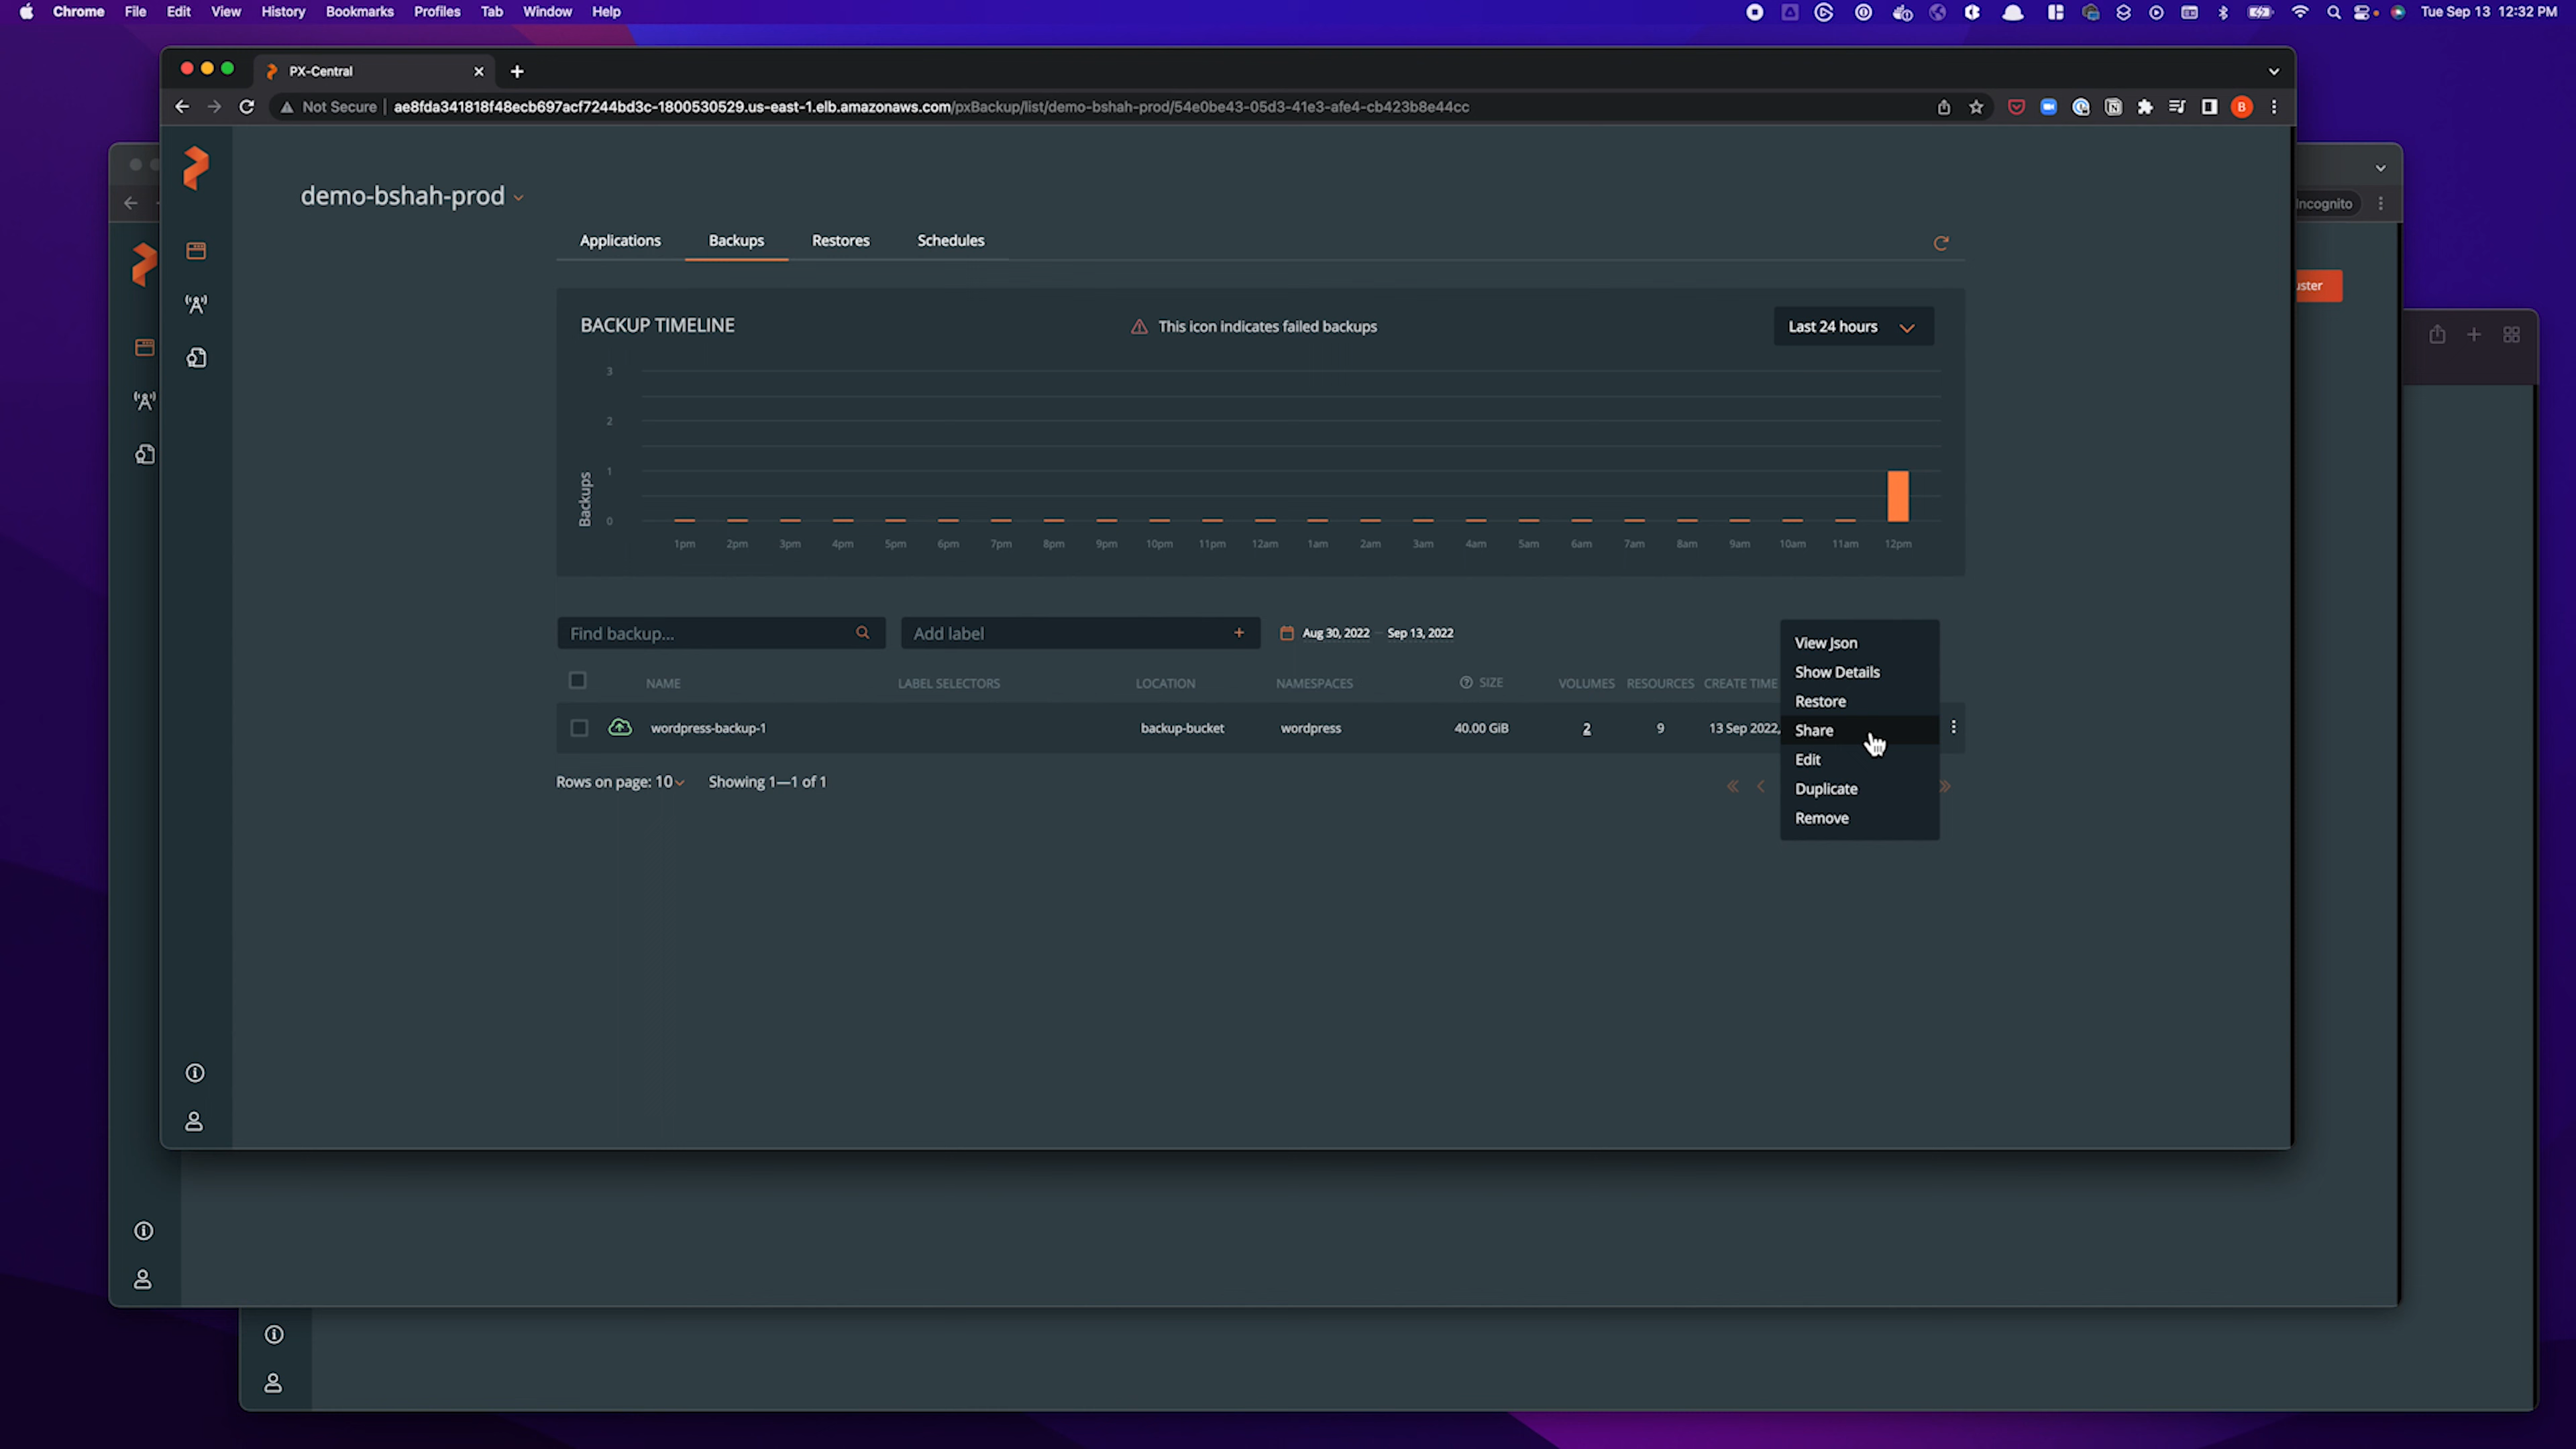 Chrome File Edit View History Bookmarks Profiles Tab Window Help Tue Sep 13 12:32 PM
PX-Central
Not Secure ae8fda341818f48ecb697acf7244bd3c-1800530529.us-east-1.elb.amazonaws.com/pxBackup/list/demo-bshah-prod/54e0be43-05d3-41e3-afe4-cb423b8e44cc B
Incognito
demo-bshah-prod
Applications Backups Restores Schedules
uster
BACKUP TIMELINE This icon indicates failed backups Last 24 hours
3
2
1
0
Backups
1pm 2pm 3pm 4pm 5pm 6pm 7pm 8pm 9pm 10pm 11pm 12am 1am 2am 3am 4am 5am 6am 7am 8am 9am 10am 11am 12pm
Find backup... Add label Aug 30, 2022 – Sep 13, 2022
NAME LABEL SELECTORS LOCATION NAMESPACES SIZE VOLUMES RESOURCES CREATE TIME
wordpress-backup-1 backup-bucket wordpress 40.00 GiB 2 9 13 Sep 2022,
View Json
Show Details
Restore
Share
Edit
Duplicate
Remove
Rows on page: 10 Showing 1—1 of 1